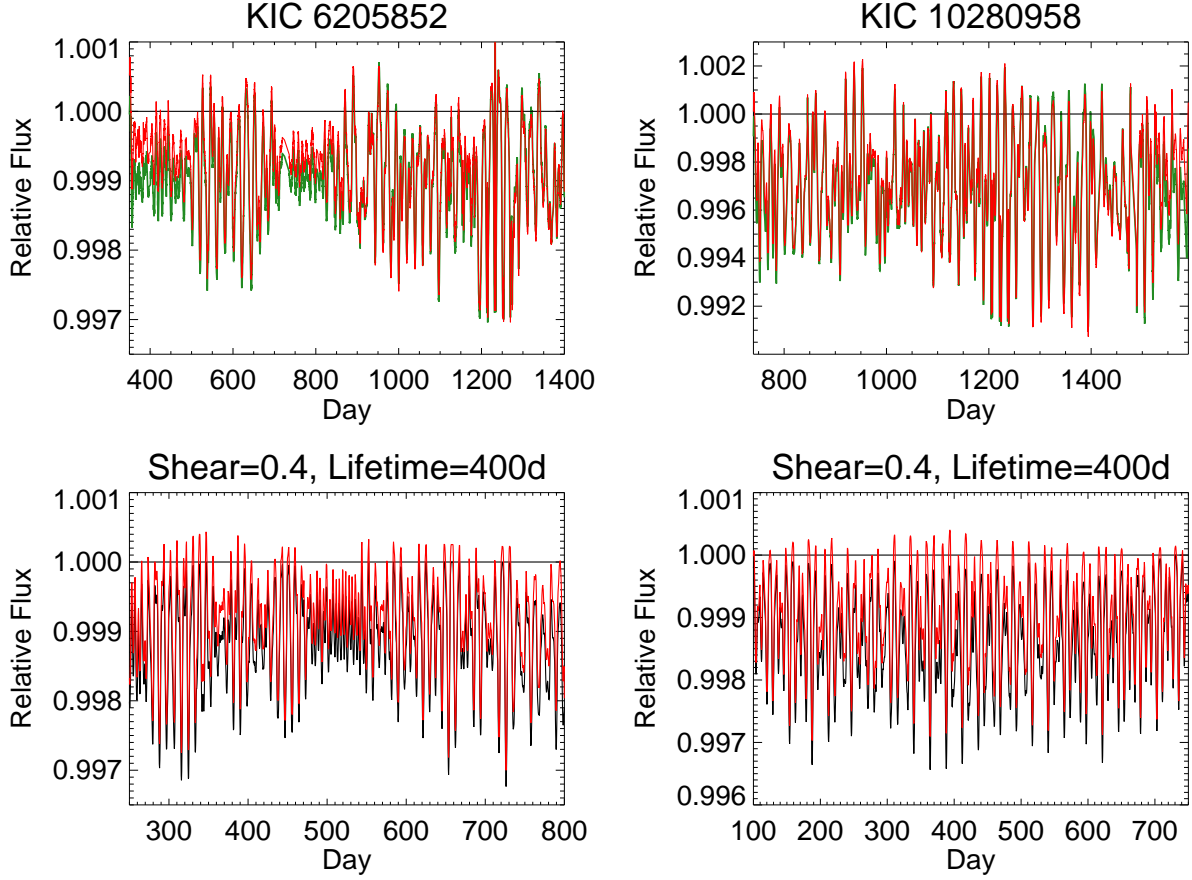 KIC 6205852
KIC 10280958
1.001
1.000
0.999
0.998
0.997
Relative Flux
400 600 800 1000 1200 1400
Day
1.002
1.000
0.998
0.996
0.994
0.992
Relative Flux
800 1000 1200 1400
Day
Shear=0.4, Lifetime=400d
Shear=0.4, Lifetime=400d
1.001
1.000
0.999
0.998
0.997
Relative Flux
300 400 500 600 700 800
Day
1.001
1.000
0.999
0.998
0.997
0.996
Relative Flux
100 200 300 400 500 600 700
Day